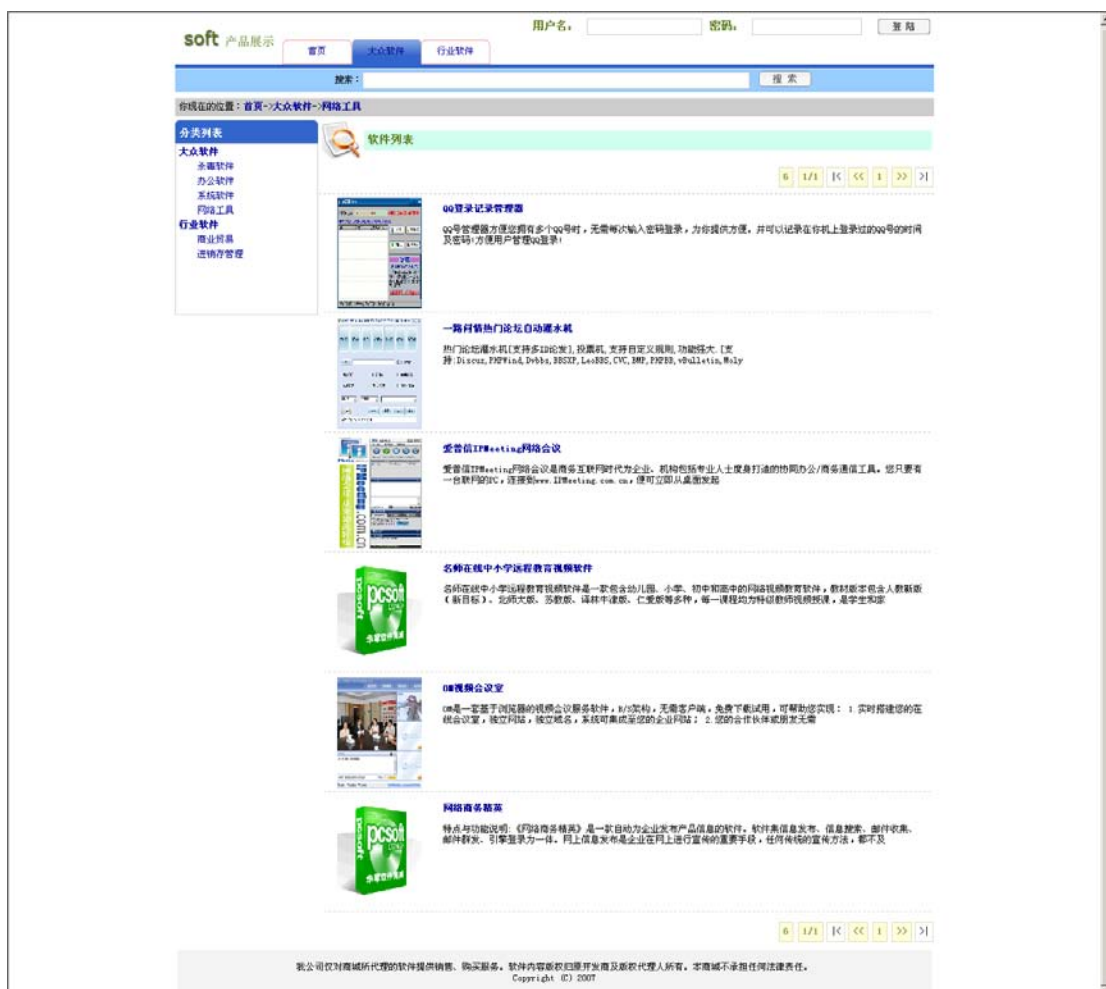 用户名:
密码:
登 陆
soft 产品展示
首页
大众软件
行业软件
搜索：
搜 索
你现在的位置：首页->大众软件->网络工具
分类列表
大众软件
杀毒软件
办公软件
系统软件
网络工具
行业软件
商业贸易
进销存管理
软件列表
6 1/1 |< << 1 >> >|
QQ登录记录管理器
QQ号管理器方便您拥有多个QQ号时，无需每次输入密码登录，为你提供方便。并可以记录在你机上登录过的QQ号的时间
及密码!方便用户管理QQ登录!
一路有情热门论坛自动灌水机
热门论坛灌水机[支持多ID论发],投票机,支持自定义规则,功能强大.[支
持:Discuz,PHPWind,Dvbbs,BBSXP,LeoBBS,CVC,BMP,PHPBB,vBulletin,Moly
爱普信IPMeeting网络会议
爱普信IPMeeting网络会议是商务互联网时代为企业、机构包括专业人士度身打造的协同办公/商务通信工具。您只要有
一台联网的PC，连接到www.IPMeeting.com.cn，便可立即从桌面发起
.com.cn
名师在线中小学远程教育视频软件
名师在线中小学远程教育视频软件是一款包含幼儿园、小学、初中和高中的网络视频教育软件，教材版本包含人教新版
(新目标)、北师大版、苏教版、译林牛津版、仁爱版等多种，每一课程均为特级教师视频授课，是学生和家
pcsoft
pcsoft
OM视频会议室
OM是一套基于浏览器的视频会议服务软件，B/S架构，无需客户端，免费下载试用，可帮助您实现： 1.实时搭建您的在
线会议室，独立网站，独立域名，系统可集成至您的企业网站； 2.您的合作伙伴或朋友无需
网络商务精英
特点与功能说明:《网络商务精英》是一款自动为企业发布产品信息的软件。软件集信息发布、信息搜索、邮件收集、
邮件群发、引擎登录为一体。网上信息发布是企业在网上进行宣传的重要手段，任何传统的宣传方法，都不及
pcsoft
pcsoft
6 1/1 |< << 1 >> >|
我公司仅对商城所代理的软件提供销售、购买服务。软件内容版权归原开发商及版权代理人所有。本商城不承担任何法律责任。
Copyright (C) 2007